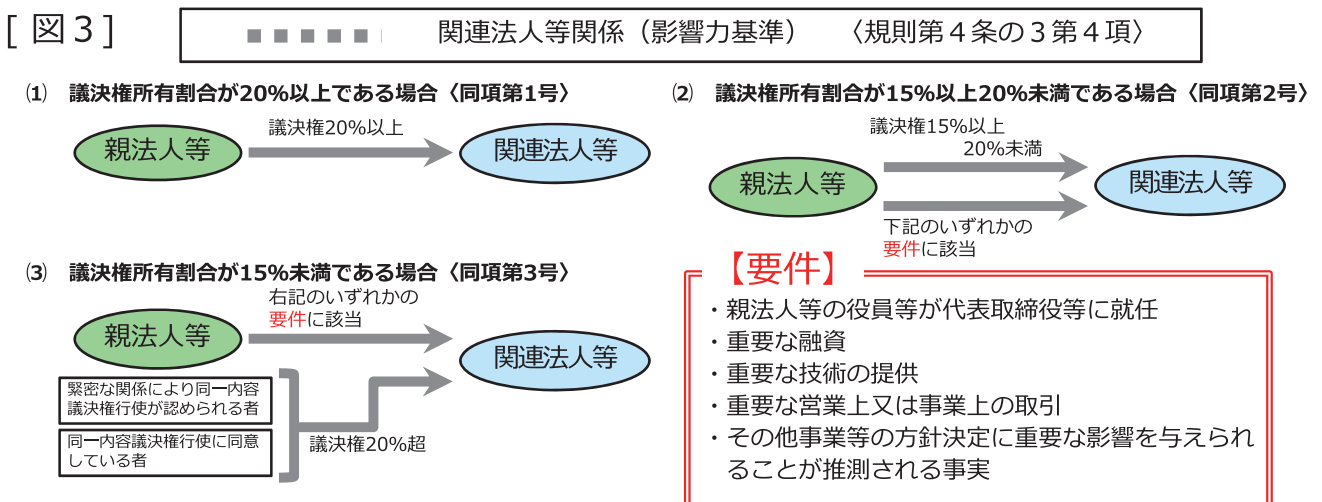 [図3]
関連法人等関係（影響力基準）　〈規則第４条の３第４項〉
⑴　議決権所有割合が20%以上である場合〈同項第1号〉
親法人等
議決権20%以上
関連法人等
⑵　議決権所有割合が15%以上20%未満である場合〈同項第2号〉
議決権15%以上
20%未満
親法人等
関連法人等
下記のいずれかの
要件に該当
⑶　議決権所有割合が15%未満である場合〈同項第3号〉
右記のいずれかの
要件に該当
親法人等
関連法人等
緊密な関係により同一内容
議決権行使が認められる者
同一内容議決権行使に同意
している者
議決権20%超
【要件】
・親法人等の役員等が代表取締役等に就任
・重要な融資
・重要な技術の提供
・重要な営業上又は事業上の取引
・その他事業等の方針決定に重要な影響を与えられ
ることが推測される事実